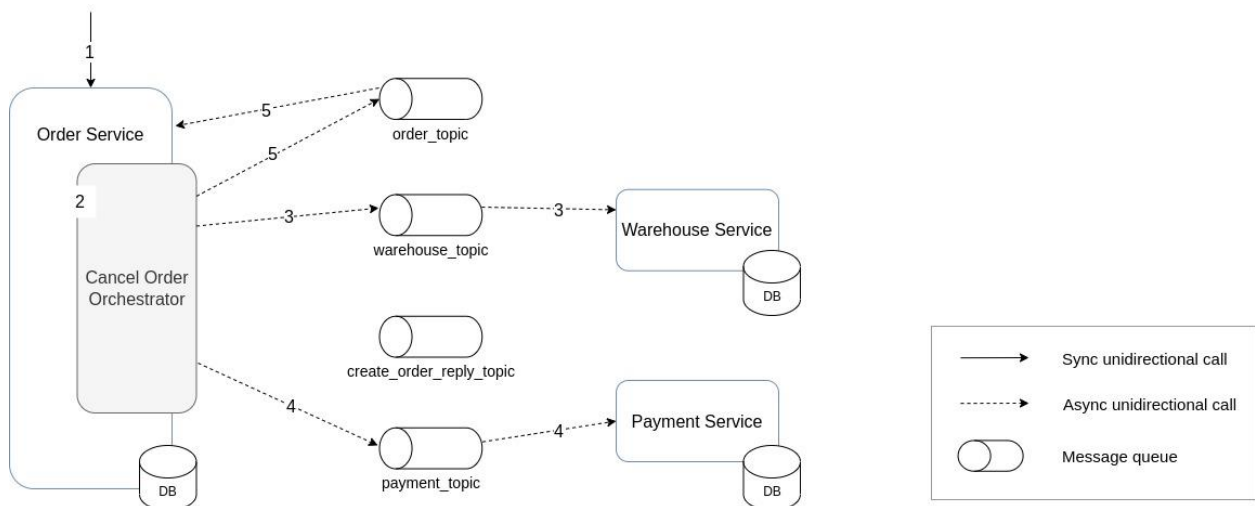 1
5
order_topic
Order Service
5
2
3
warehouse_topic
3
Warehouse Service
DB
Cancel Order
Orchestrator
create_order_reply_topic
4
payment_topic
4
Payment Service
DB
DB
Sync unidirectional call
Async unidirectional call
Message queue